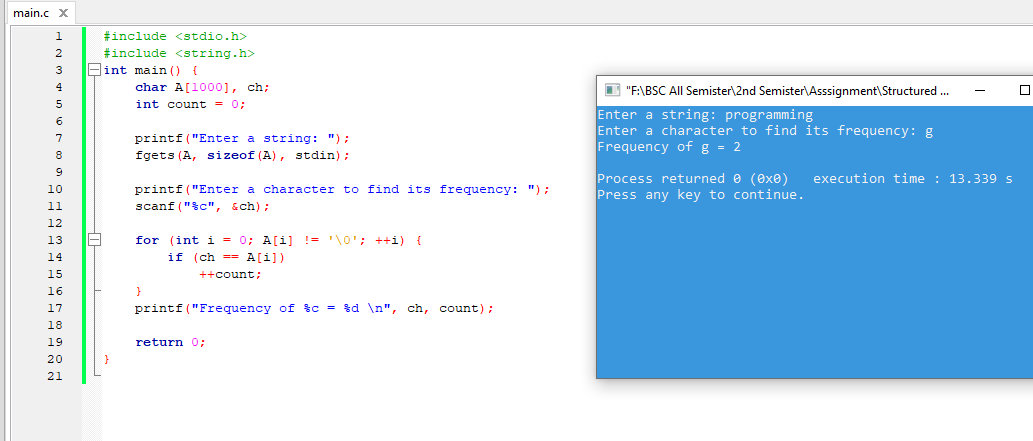 main.c X
1 #include <stdio.h>
2 #include <string.h>
3 int main() {
4     char A[1000], ch;
5     int count = 0;
6
7     printf("Enter a string: ");
8     fgets(A, sizeof(A), stdin);
9
10     printf("Enter a character to find its frequency: ");
11     scanf("%c", &ch);
12
13     for (int i = 0; A[i] != '\0'; ++i) {
14         if (ch == A[i])
15             ++count;
16     }
17     printf("Frequency of %c = %d \n", ch, count);
18
19     return 0;
20 }
21
"F:\BSC All Semister\2nd Semister\Asssignment\Structured ...
Enter a string: programming
Enter a character to find its frequency: g
Frequency of g = 2

Process returned 0 (0x0)   execution time : 13.339 s
Press any key to continue.